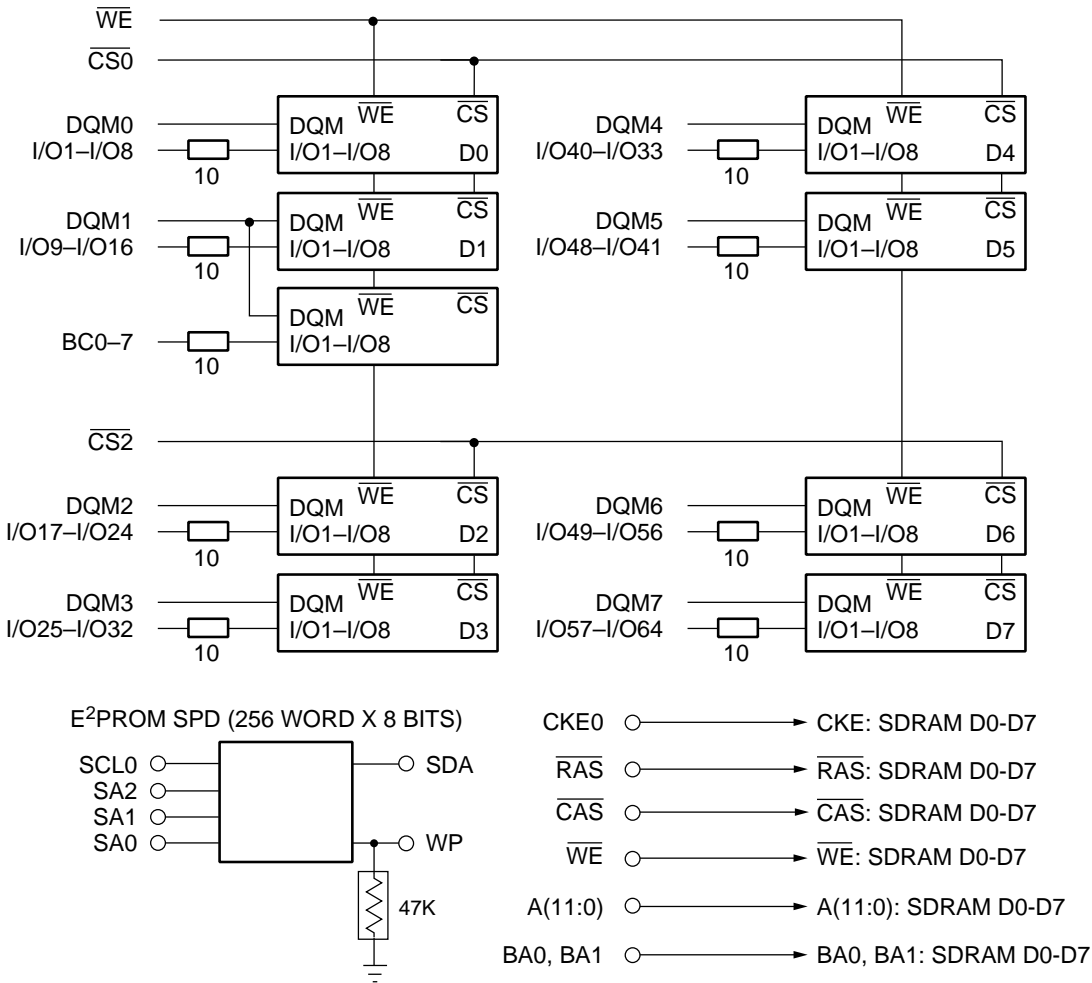 WE
CS0
DQM0
I/O1–I/O8
10
DQM WE CS
I/O1–I/O8 D0
DQM4
I/O40–I/O33
10
DQM WE CS
I/O1–I/O8 D4
DQM1
I/O9–I/O16
10
DQM WE CS
I/O1–I/O8 D1
DQM5
I/O48–I/O41
10
DQM WE CS
I/O1–I/O8 D5
BC0–7
10
DQM WE CS
I/O1–I/O8
CS2
DQM2
I/O17–I/O24
10
DQM WE CS
I/O1–I/O8 D2
DQM6
I/O49–I/O56
10
DQM WE CS
I/O1–I/O8 D6
DQM3
I/O25–I/O32
10
DQM WE CS
I/O1–I/O8 D3
DQM7
I/O57–I/O64
10
DQM WE CS
I/O1–I/O8 D7
E²PROM SPD (256 WORD X 8 BITS)
SCL0
SA2
SA1
SA0
SDA
WP
47K
CKE0 CKE: SDRAM D0-D7
RAS RAS: SDRAM D0-D7
CAS CAS: SDRAM D0-D7
WE WE: SDRAM D0-D7
A(11:0) A(11:0): SDRAM D0-D7
BA0, BA1 BA0, BA1: SDRAM D0-D7